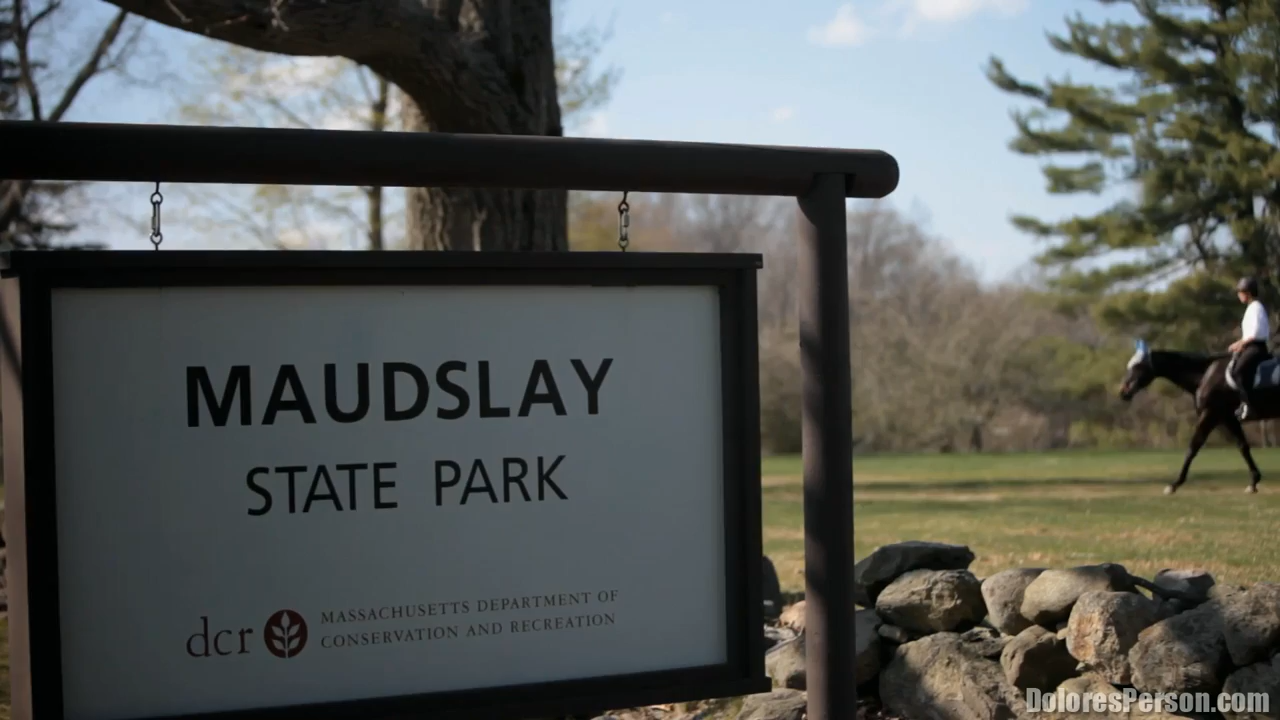 MAUDSLAY
STATE PARK
dcr MASSACHUSETTS DEPARTMENT OF
CONSERVATION AND RECREATION
DoloresPerson.com